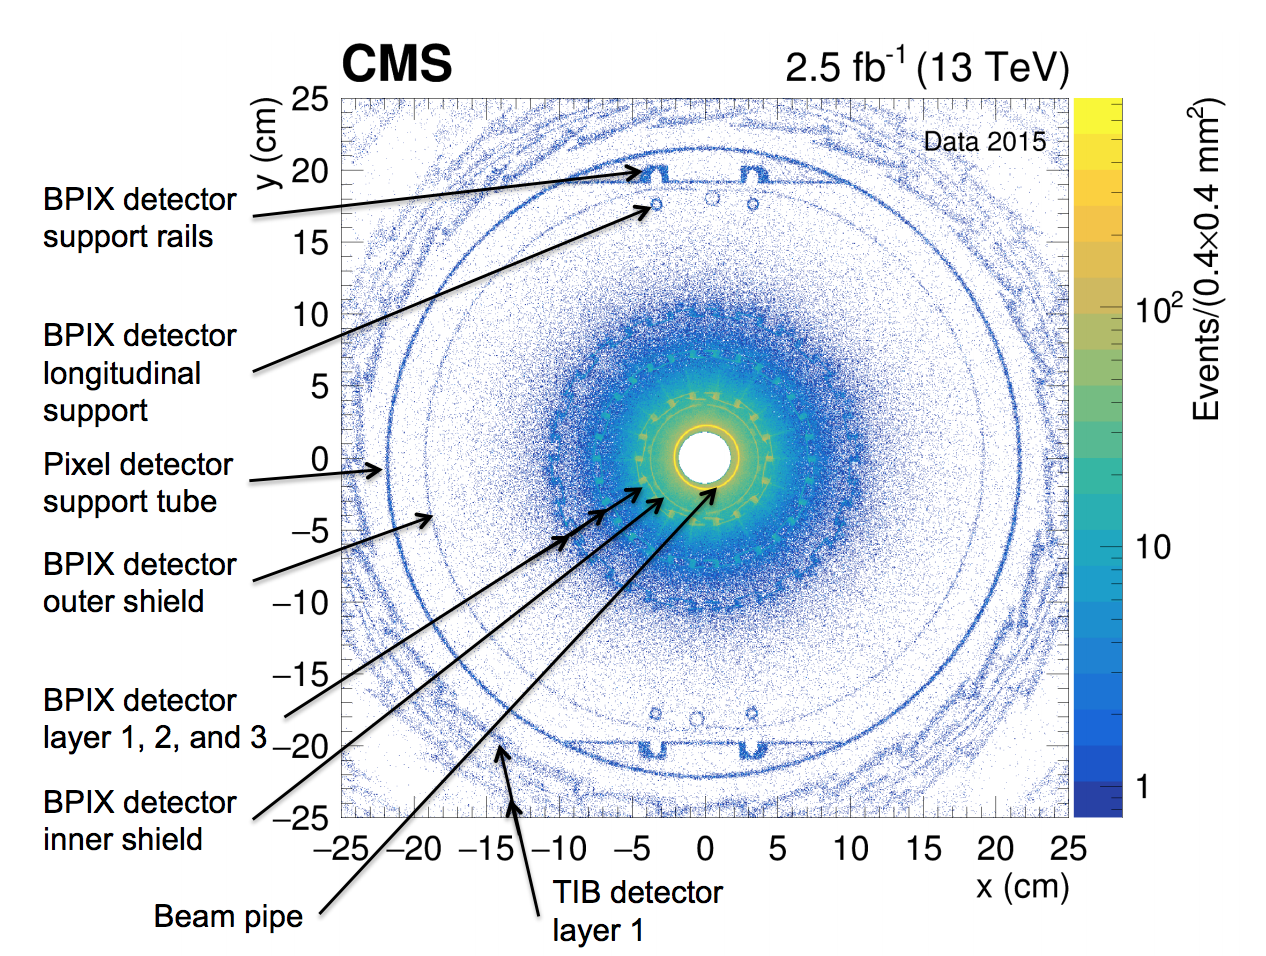 CMS
2.5 fb-1 (13 TeV)
Data 2015
y (cm)
25
20
15
10
5
0
−5
−10
−15
−20
−25
−25 −20 −15 −10 −5 0 5 10 15 20 25
x (cm)
10²
10
1
Events/(0.4×0.4 mm²)
BPIX detector
support rails
BPIX detector
longitudinal
support
Pixel detector
support tube
BPIX detector
outer shield
BPIX detector
layer 1, 2, and 3
BPIX detector
inner shield
Beam pipe
TIB detector
layer 1